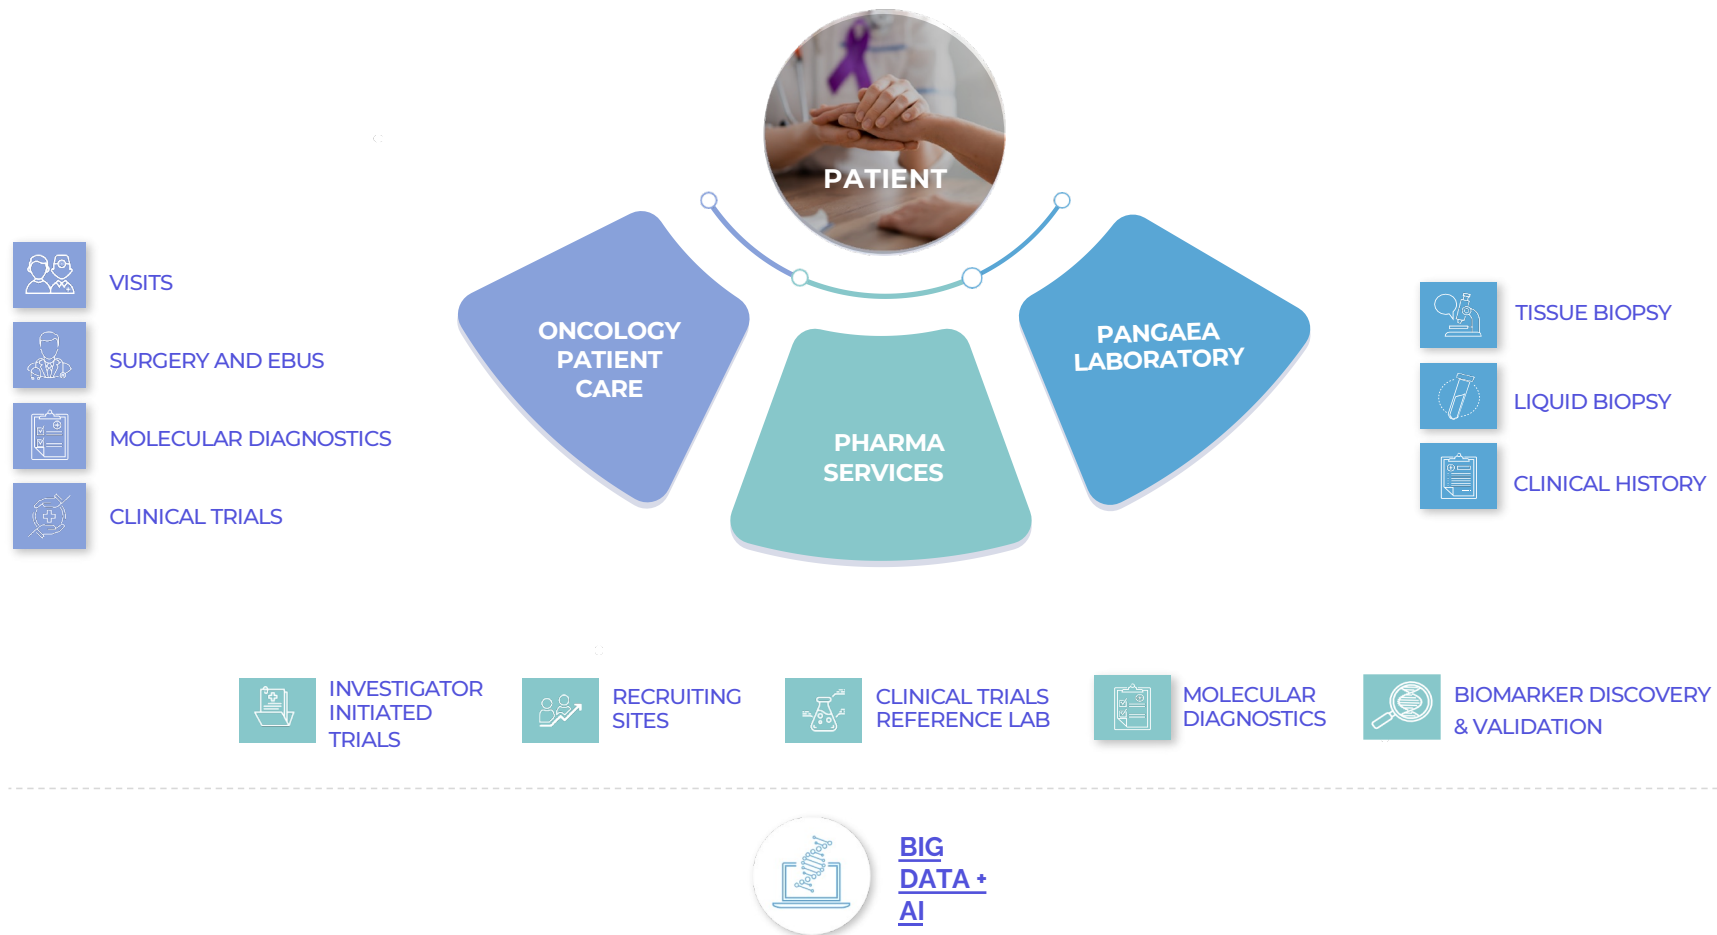 PATIENT
ONCOLOGY
PATIENT
CARE
PHARMA
SERVICES
PANGAEA
LABORATORY
VISITS
SURGERY AND EBUS
MOLECULAR DIAGNOSTICS
CLINICAL TRIALS
TISSUE BIOPSY
LIQUID BIOPSY
CLINICAL HISTORY
INVESTIGATOR
INITIATED
TRIALS
RECRUITING
SITES
CLINICAL TRIALS
REFERENCE LAB
MOLECULAR
DIAGNOSTICS
BIOMARKER DISCOVERY
& VALIDATION
BIG
DATA +
AI